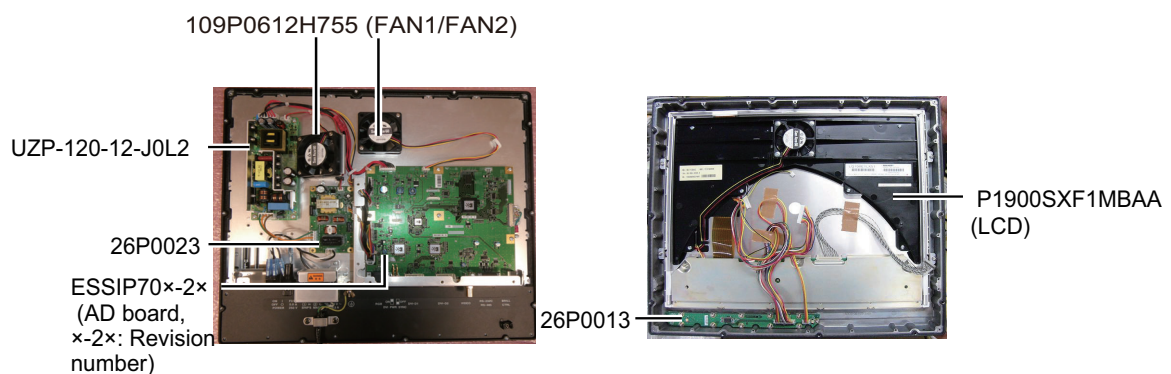 109P0612H755 (FAN1/FAN2)
UZP-120-12-J0L2
26P0023
ESSIP70×-2×
(AD board,
×-2×: Revision
number)
P1900SXF1MBAA
(LCD)
26P0013